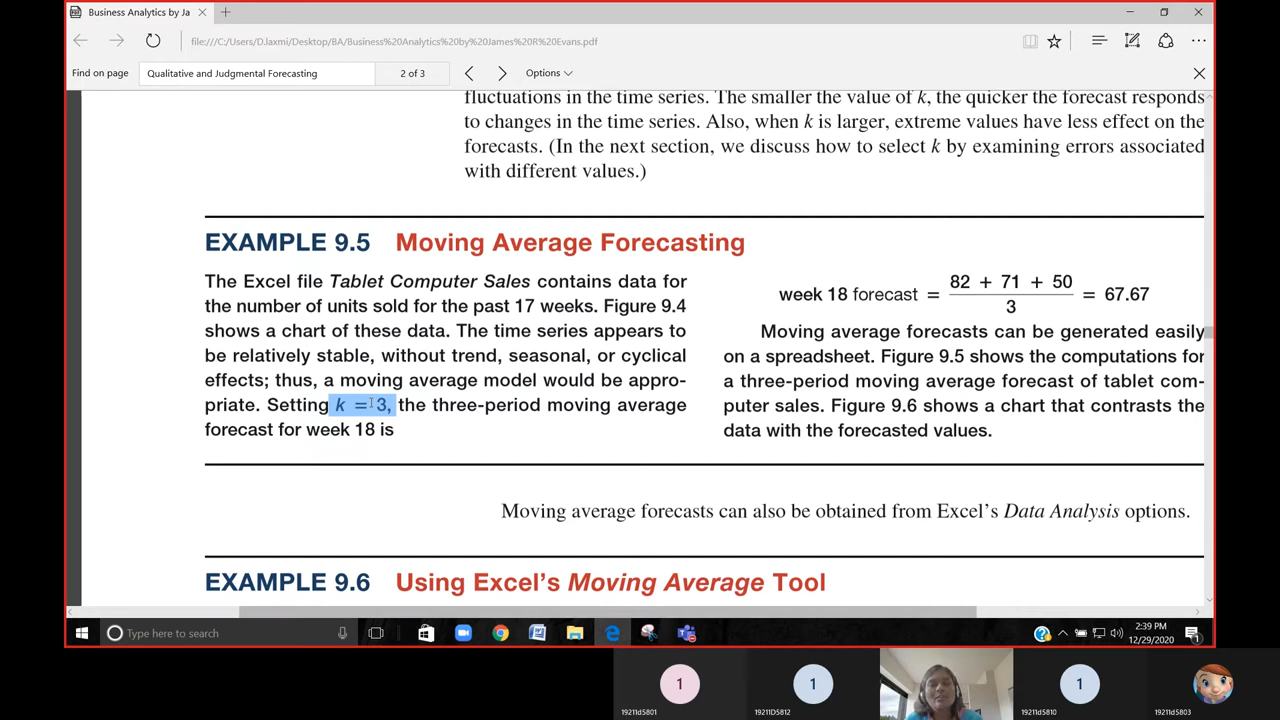 Business Analytics by Ja
file:///C:/Users/D.laxmi/Desktop/BA/Business%20Analytics%20by%20James%20R%20Evans.pdf
Find on page
Qualitative and Judgmental Forecasting
2 of 3
Options
fluctuations in the time series. The smaller the value of k, the quicker the forecast responds
to changes in the time series. Also, when k is larger, extreme values have less effect on the
forecasts. (In the next section, we discuss how to select k by examining errors associated
with different values.)
EXAMPLE 9.5 Moving Average Forecasting
The Excel file Tablet Computer Sales contains data for
the number of units sold for the past 17 weeks. Figure 9.4
shows a chart of these data. The time series appears to
be relatively stable, without trend, seasonal, or cyclical
effects; thus, a moving average model would be appro-
priate. Setting k = 3, the three-period moving average
forecast for week 18 is
week 18 forecast = 82 + 71 + 50 / 3 = 67.67
Moving average forecasts can be generated easily
on a spreadsheet. Figure 9.5 shows the computations for
a three-period moving average forecast of tablet com-
puter sales. Figure 9.6 shows a chart that contrasts the
data with the forecasted values.
Moving average forecasts can also be obtained from Excel's Data Analysis options.
EXAMPLE 9.6 Using Excel's Moving Average Tool
Type here to search
2:39 PM
12/29/2020
1
1
1
1
19211d5801
19211D5812
19211d5810
19211d5803